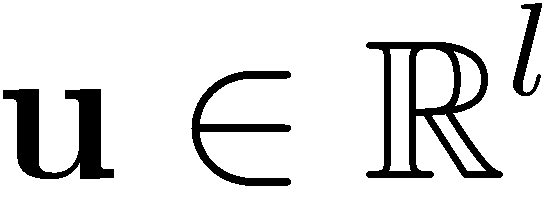 𝐮 ∈ ℝ^l